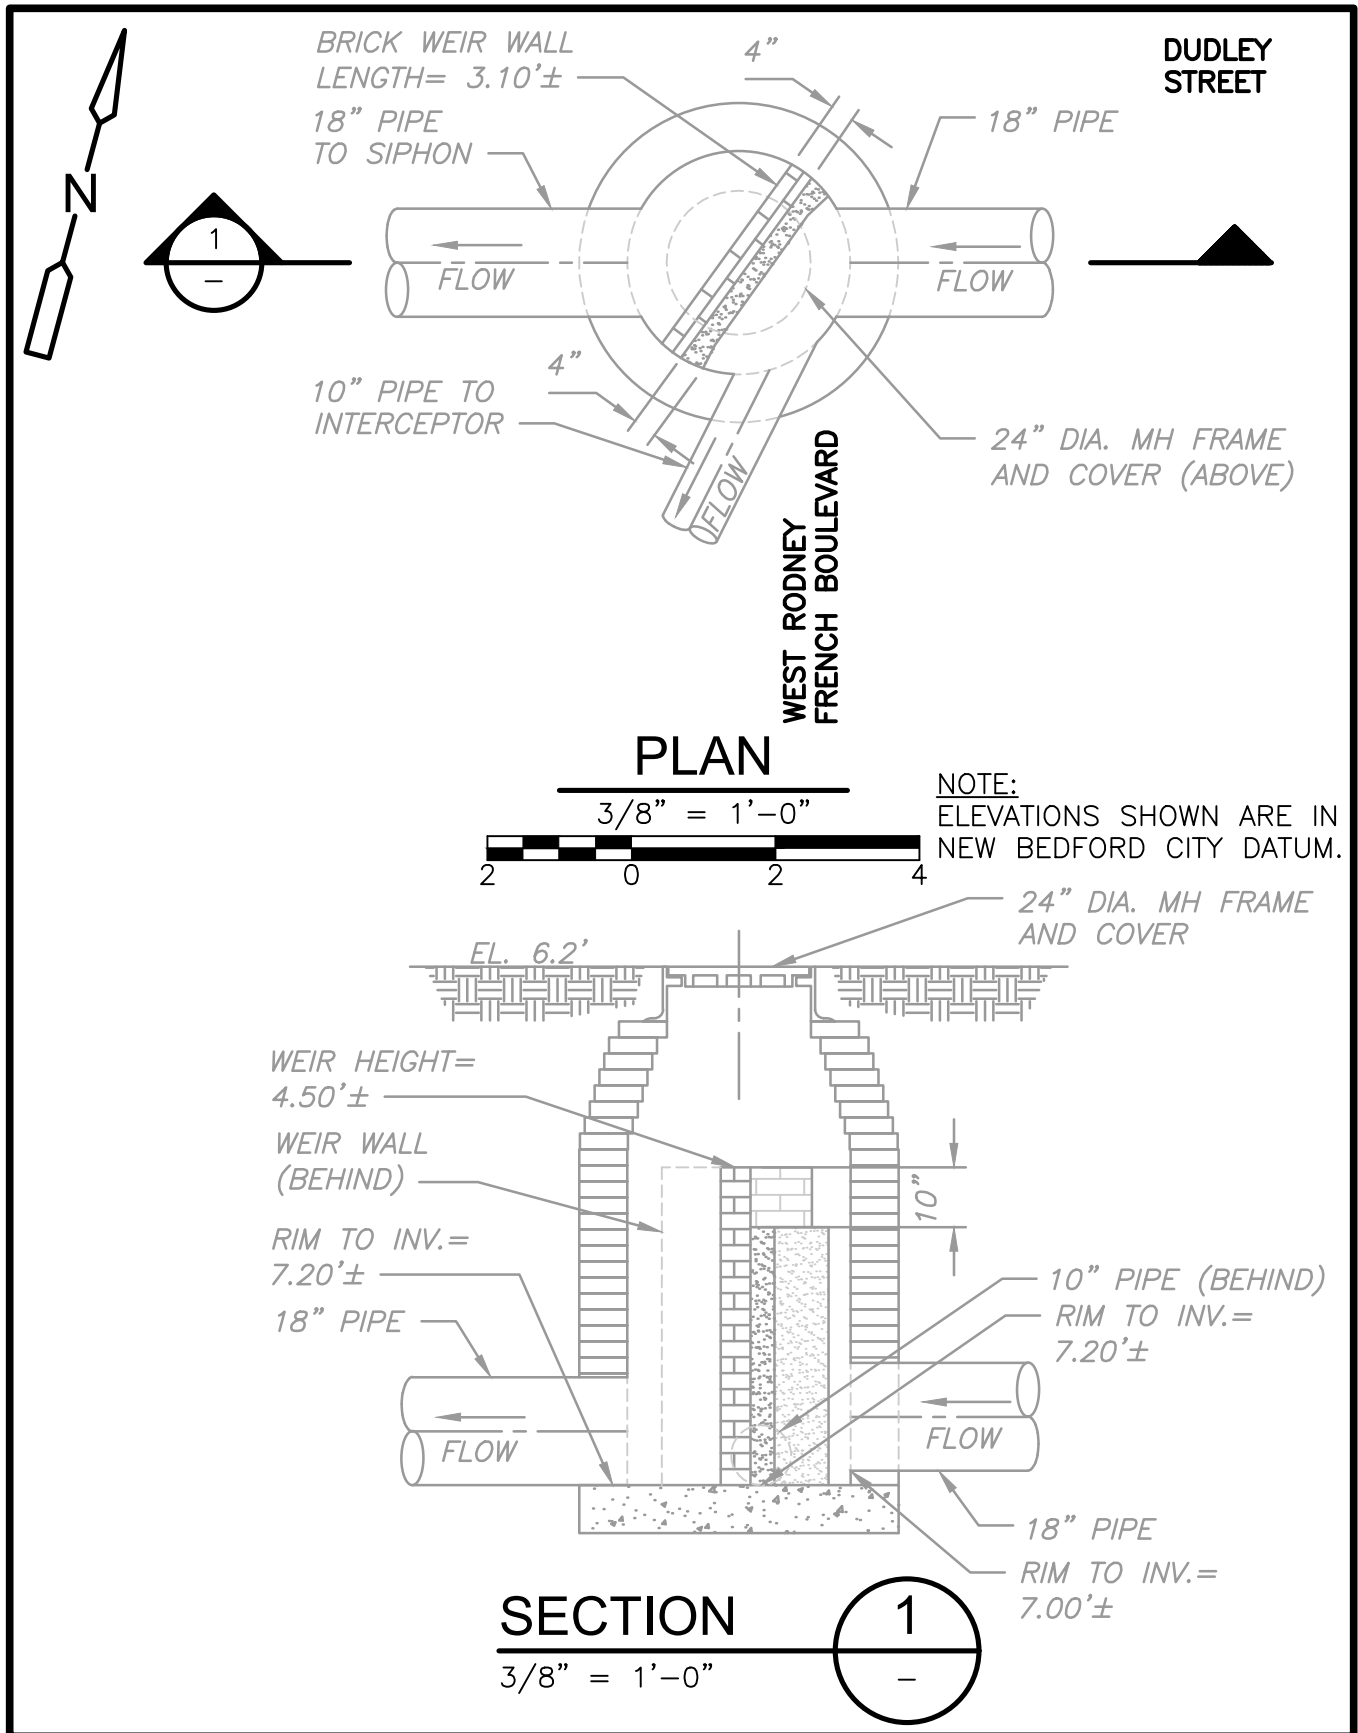 BRICK WEIR WALL
LENGTH= 3.10'±
4"
DUDLEY
STREET
18" PIPE
TO SIPHON
18" PIPE
N
1
–
FLOW
FLOW
4"
10" PIPE TO
INTERCEPTOR
FLOW
24" DIA. MH FRAME
AND COVER (ABOVE)
WEST RODNEY
FRENCH BOULEVARD
PLAN
3/8" = 1'–0"
2 0 2 4
NOTE:
ELEVATIONS SHOWN ARE IN
NEW BEDFORD CITY DATUM.
24" DIA. MH FRAME
AND COVER
EL. 6.2'
WEIR HEIGHT=
4.50'±
WEIR WALL
(BEHIND)
10"
RIM TO INV.=
7.20'±
18" PIPE
10" PIPE (BEHIND)
RIM TO INV.=
7.20'±
FLOW
FLOW
18" PIPE
RIM TO INV.=
7.00'±
SECTION
3/8" = 1'–0"
1
–